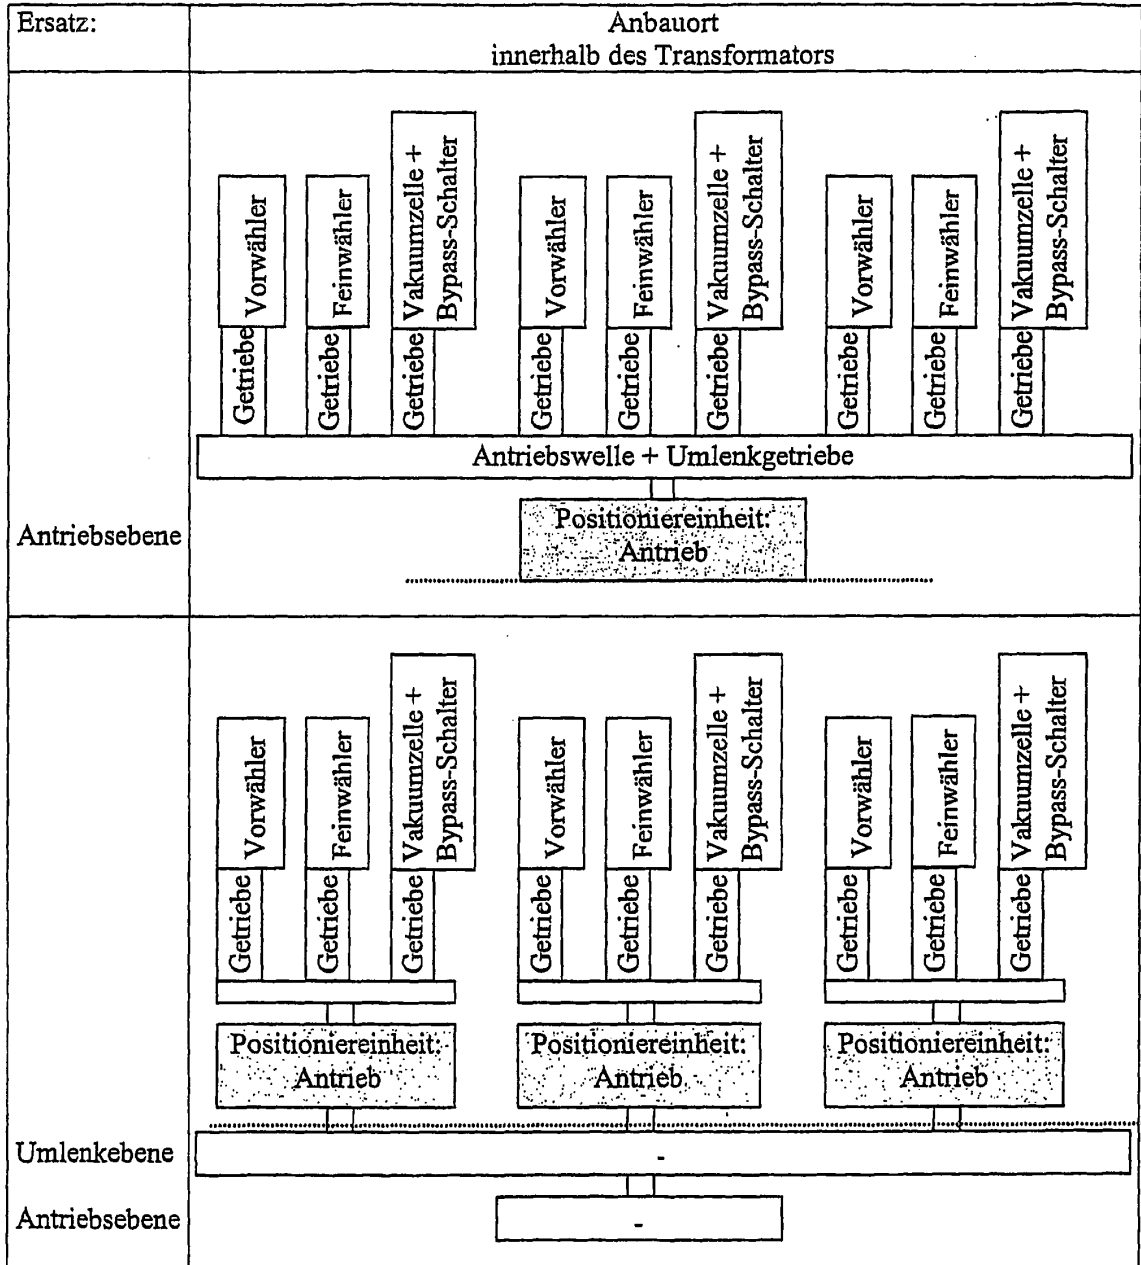 Ersatz:
Anbauort
innerhalb des Transformators
Vorwähler
Feinwähler
Vakuumzelle +
Bypass-Schalter
Vorwähler
Feinwähler
Vakuumzelle +
Bypass-Schalter
Vorwähler
Feinwähler
Vakuumzelle +
Bypass-Schalter
Getriebe
Getriebe
Getriebe
Getriebe
Getriebe
Getriebe
Getriebe
Getriebe
Getriebe
Antriebswelle + Umlenkgetriebe
Antriebsebene
Positioniereinheit:
Antrieb
Vorwähler
Feinwähler
Vakuumzelle +
Bypass-Schalter
Vorwähler
Feinwähler
Vakuumzelle +
Bypass-Schalter
Vorwähler
Feinwähler
Vakuumzelle +
Bypass-Schalter
Getriebe
Getriebe
Getriebe
Getriebe
Getriebe
Getriebe
Getriebe
Getriebe
Getriebe
Positioniereinheit:
Antrieb
Positioniereinheit:
Antrieb
Positioniereinheit:
Antrieb
Umlenkebene
-
Antriebsebene
-